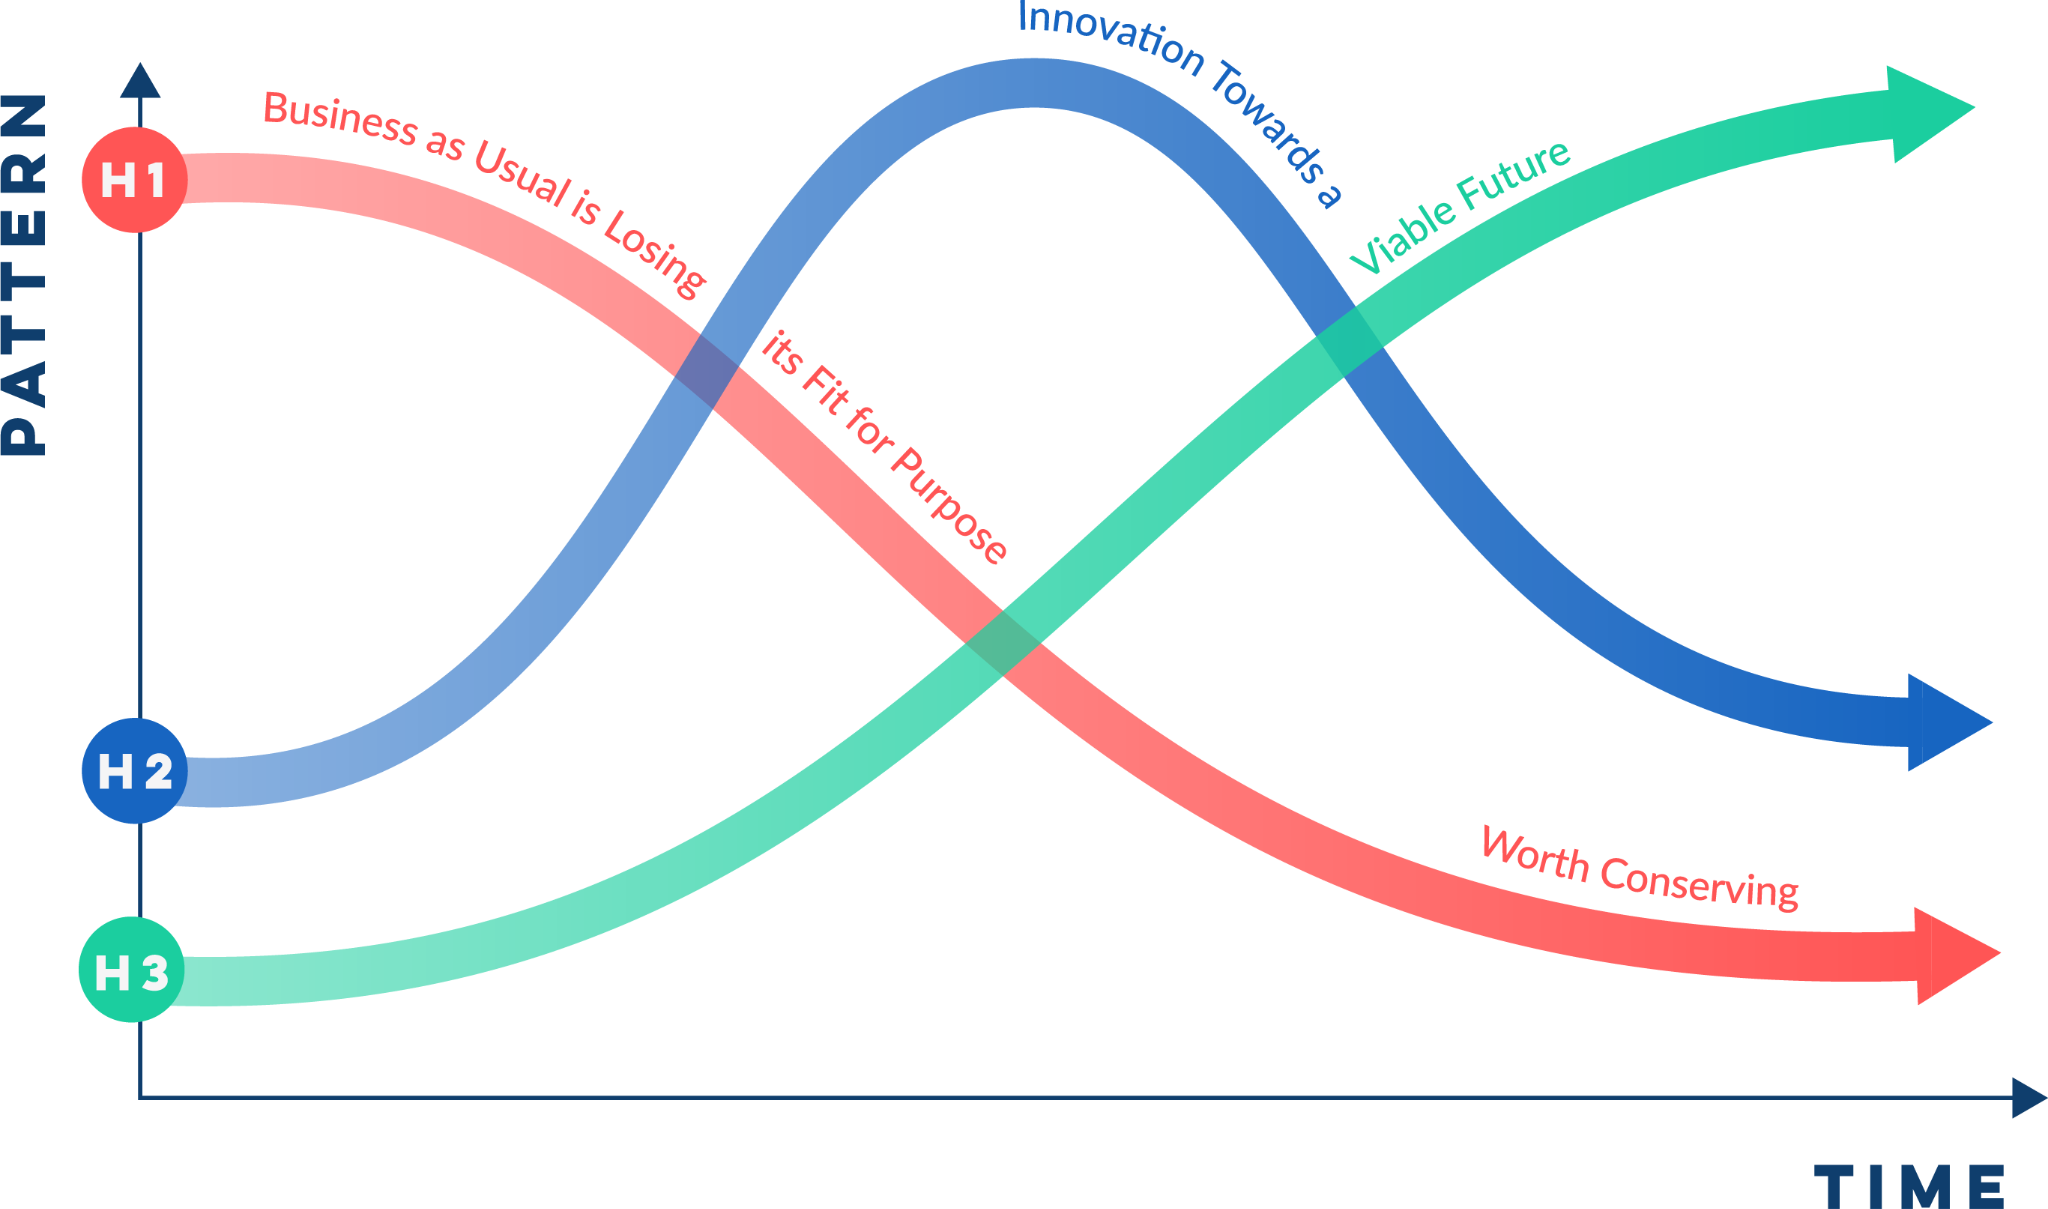 PATTERN
Innovation Towards a
Viable Future
Business as Usual is Losing
its Fit for Purpose
Worth Conserving
H1
H2
H3
TIME